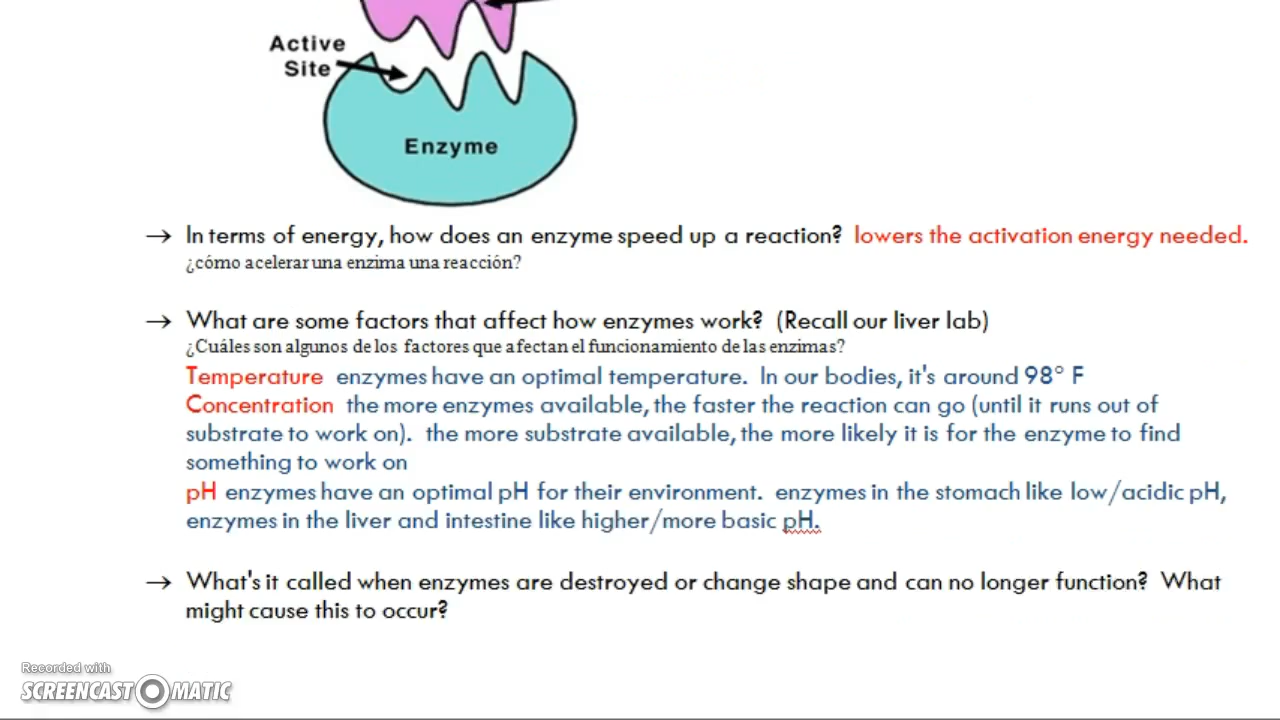 Active
Site
Enzyme
→ In terms of energy, how does an enzyme speed up a reaction? lowers the activation energy needed.
¿cómo acelerar una enzima una reacción?
→ What are some factors that affect how enzymes work? (Recall our liver lab)
¿Cuáles son algunos de los factores que afectan el funcionamiento de las enzimas?
Temperature enzymes have an optimal temperature. In our bodies, it's around 98° F
Concentration the more enzymes available, the faster the reaction can go (until it runs out of
substrate to work on). the more substrate available, the more likely it is for the enzyme to find
something to work on
pH enzymes have an optimal pH for their environment. enzymes in the stomach like low/acidic pH,
enzymes in the liver and intestine like higher/more basic pH.
→ What's it called when enzymes are destroyed or change shape and can no longer function? What
might cause this to occur?
Recorded with
SCREENCAST O MATIC